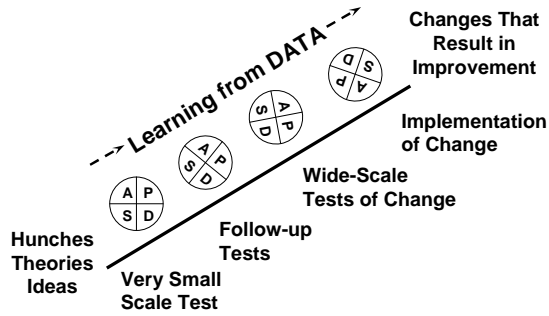 Changes That
Result in
Improvement
Learning from DATA
A P
S D
A P
S D
A P
S D
A P
S D
Implementation
of Change
Wide-Scale
Tests of Change
Follow-up
Tests
Very Small
Scale Test
Hunches
Theories
Ideas